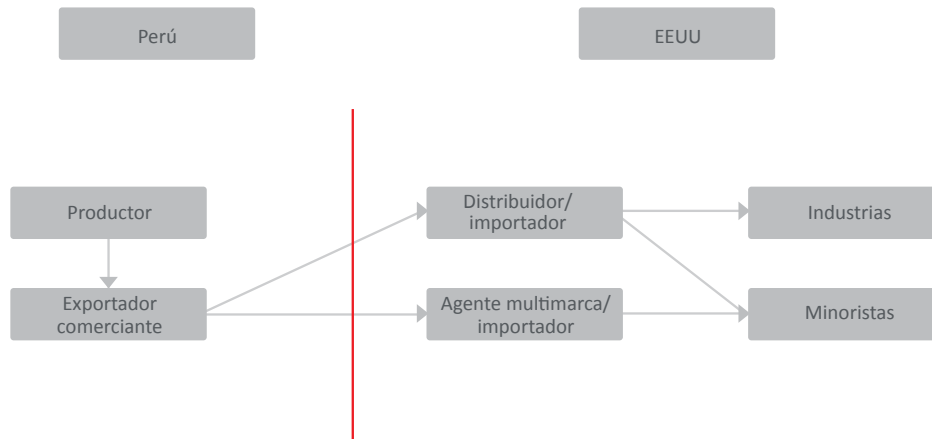 Perú
EEUU
Productor
Distribuidor/
importador
Industrias
Exportador
comerciante
Agente multimarca/
importador
Minoristas